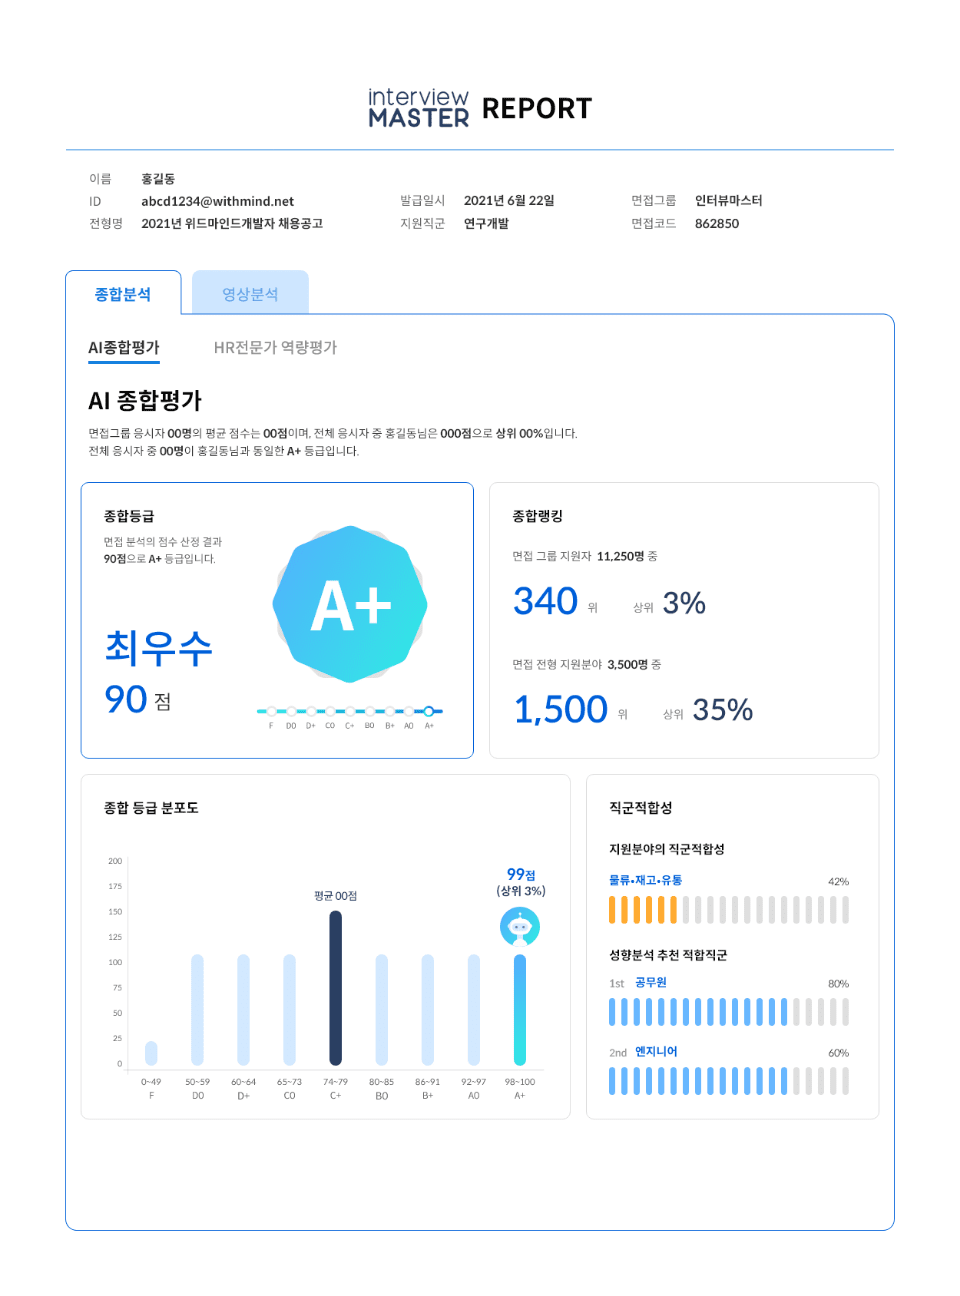 interview
MASTER REPORT
이름 홍길동
ID abcd1234@withmind.net 발급일시 2021년 6월 22일 면접그룹 인터뷰마스터
전형명 2021년 위드마인드개발자 채용공고 지원직군 연구개발 면접코드 862850
종합분석 영상분석
AI종합평가 HR전문가 역량평가
AI 종합평가
면접그룹 응시자 00명의 평균 점수는 00점이며, 전체 응시자 중 홍길동님은 000점으로 상위 00%입니다.
전체 응시자 중 00명이 홍길동님과 동일한 A+ 등급입니다.
종합등급
면접 분석의 점수 산정 결과
90점으로 A+ 등급입니다.
A+
최우수
90 점
F D0 D+ C0 C+ B0 B+ A0 A+
종합랭킹
면접 그룹 지원자 11,250명 중
340 위 상위 3%
면접 전형 지원분야 3,500명 중
1,500 위 상위 35%
종합 등급 분포도
200
175
150
125
100
75
50
25
0
평균 00점
99점
(상위 3%)
0~49 50~59 60~64 65~73 74~79 80~85 86~91 92~97 98~100
F D0 D+ C0 C+ B0 B+ A0 A+
직군적합성
지원분야의 직군적합성
물류•재고•유통 42%
성향분석 추천 적합직군
1st 공무원 80%
2nd 엔지니어 60%